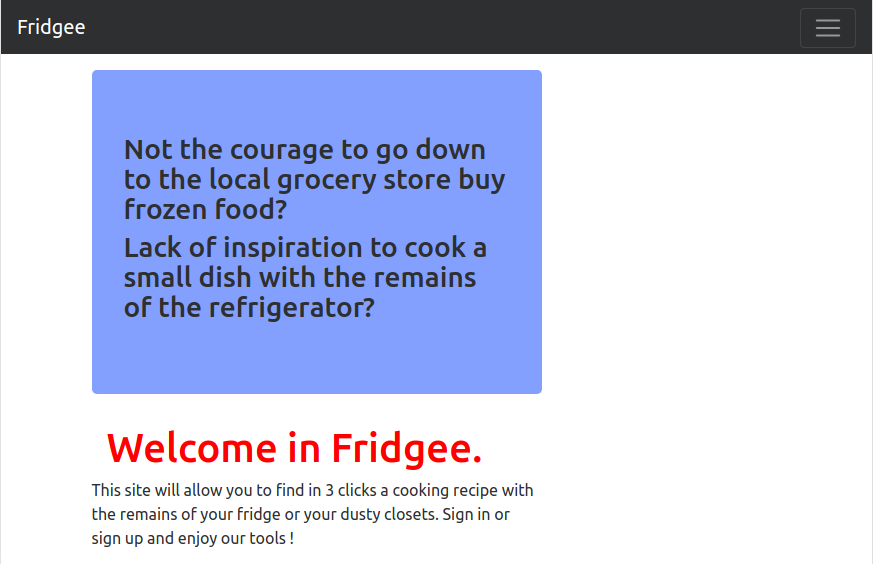 Fridgee
Not the courage to go down
to the local grocery store buy
frozen food?
Lack of inspiration to cook a
small dish with the remains
of the refrigerator?
Welcome in Fridgee.
This site will allow you to find in 3 clicks a cooking recipe with
the remains of your fridge or your dusty closets. Sign in or
sign up and enjoy our tools !